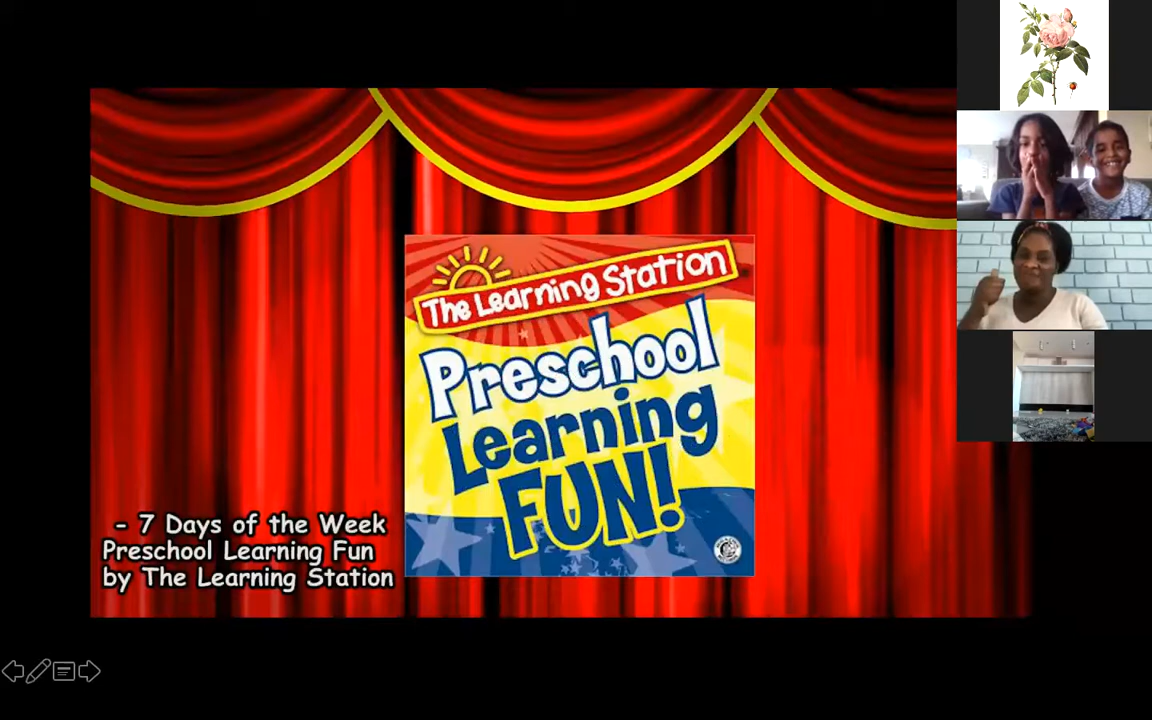 The Learning Station
Preschool
Learning
FUN!
- 7 Days of the Week
Preschool Learning Fun
by The Learning Station